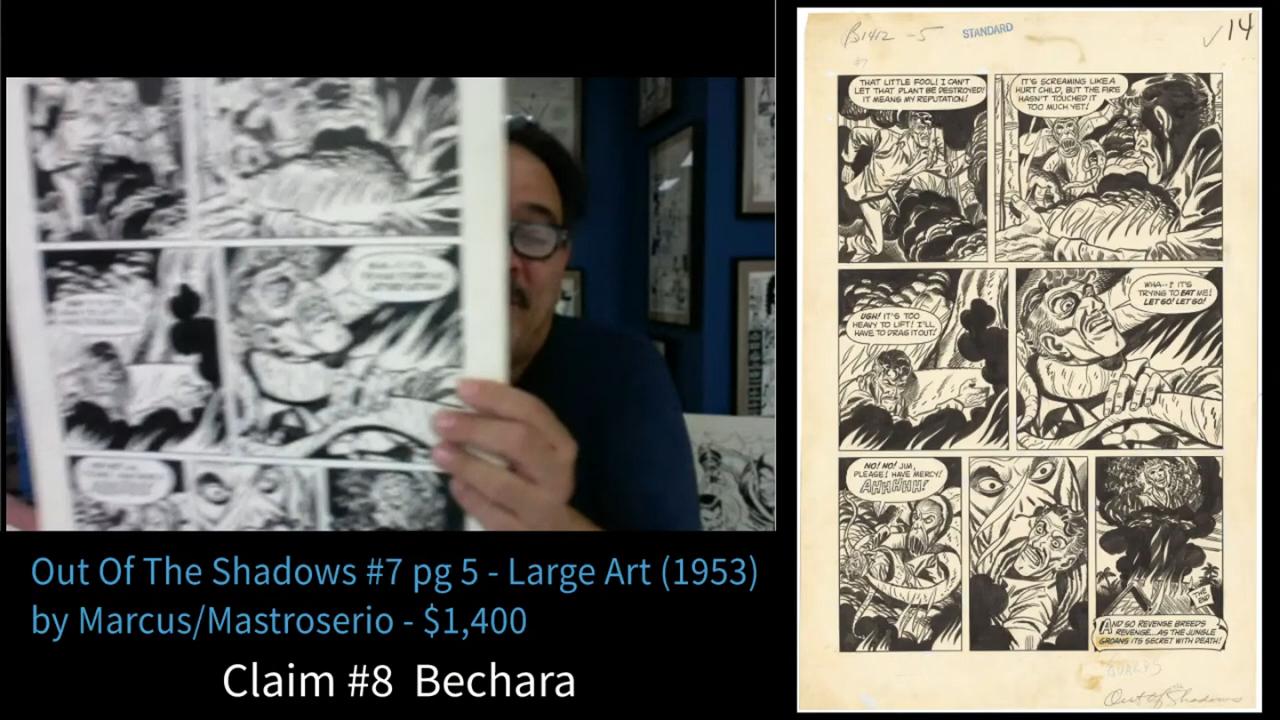 B1412 -5
STANDARD
✓14
#7
THAT LITTLE FOOL! I CAN'T
LET THAT PLANT BE DESTROYED!
IT MEANS MY REPUTATION!
IT'S SCREAMING LIKE A
HURT CHILD, BUT THE FIRE
HASN'T TOUCHED IT
TOO MUCH YET!
UGH! IT'S TOO
HEAVY TO LIFT! I'LL
HAVE TO DRAG IT OUT!
WHA--? IT'S
TRYING TO EAT ME!
LET GO! LET GO!
NO! NO! JIM,
PLEASE! HAVE MERCY!
AHHHHH!
THE
END
AND SO REVENGE BREEDS
REVENGE...AS THE JUNGLE
GROANS ITS SECRET WITH DEATH!
Out of Shadows
Out Of The Shadows #7 pg 5 - Large Art (1953)
by Marcus/Mastroserio - $1,400
Claim #8 Bechara